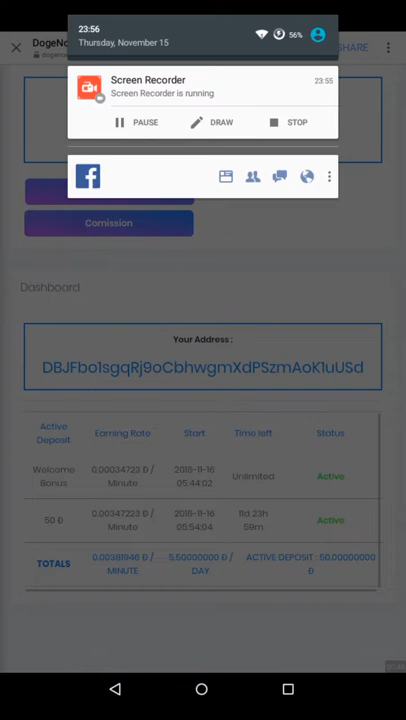 23:56
Thursday, November 15
56%
SHARE
Screen Recorder
23:55
Screen Recorder is running
PAUSE
DRAW
STOP
Comission
Dashboard
Your Address :
DBJFbo1sgqRj9oCbhwgmXdPSzmAoK1uUSd
Active Deposit
Earning Rate
Start
Time left
Status
Welcome Bonus
0.00034723 Ð / Minute
2018-11-16 05:44:02
Unlimited
Active
50 Ð
0.00347223 Ð / Minute
2018-11-16 05:54:04
11d 23h 59m
Active
TOTALS
0.00381946 Ð / MINUTE
5.50000000 Ð / DAY
ACTIVE DEPOSIT : 50.00000000 Ð